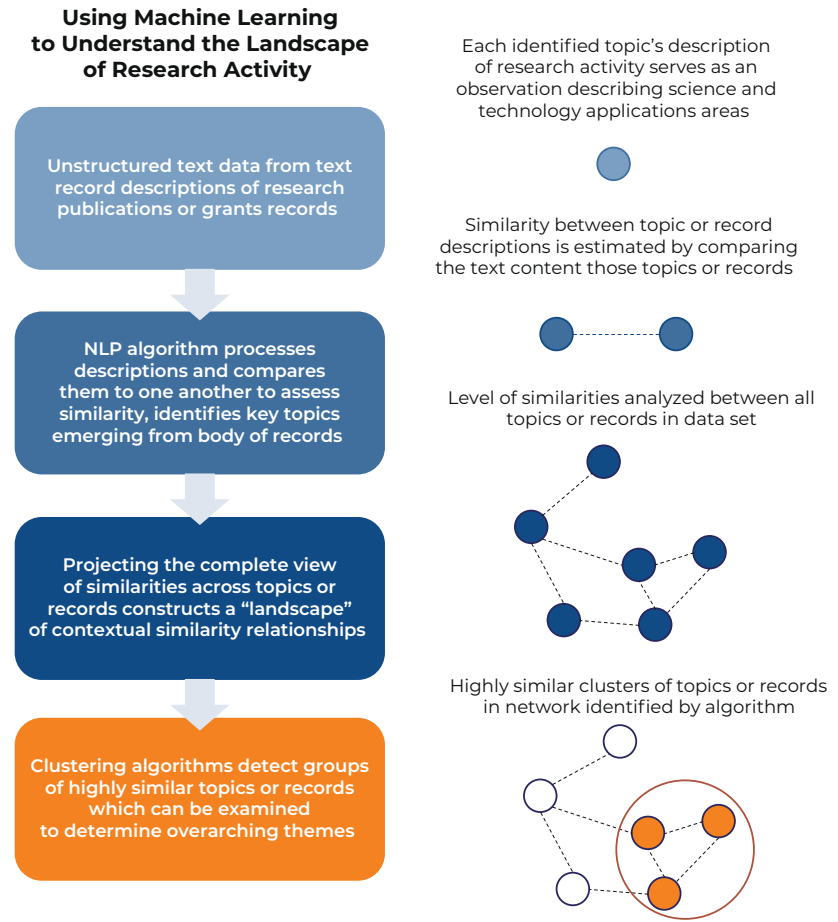 Using Machine Learning
to Understand the Landscape
of Research Activity
Unstructured text data from text
record descriptions of research
publications or grants records
NLP algorithm processes
descriptions and compares
them to one another to assess
similarity, identifies key topics
emerging from body of records
Projecting the complete view
of similarities across topics or
records constructs a “landscape”
of contextual similarity relationships
Clustering algorithms detect groups
of highly similar topics or records
which can be examined
to determine overarching themes
Each identified topic’s description
of research activity serves as an
observation describing science and
technology applications areas
Similarity between topic or record
descriptions is estimated by comparing
the text content those topics or records
Level of similarities analyzed between all
topics or records in data set
Highly similar clusters of topics or records
in network identified by algorithm